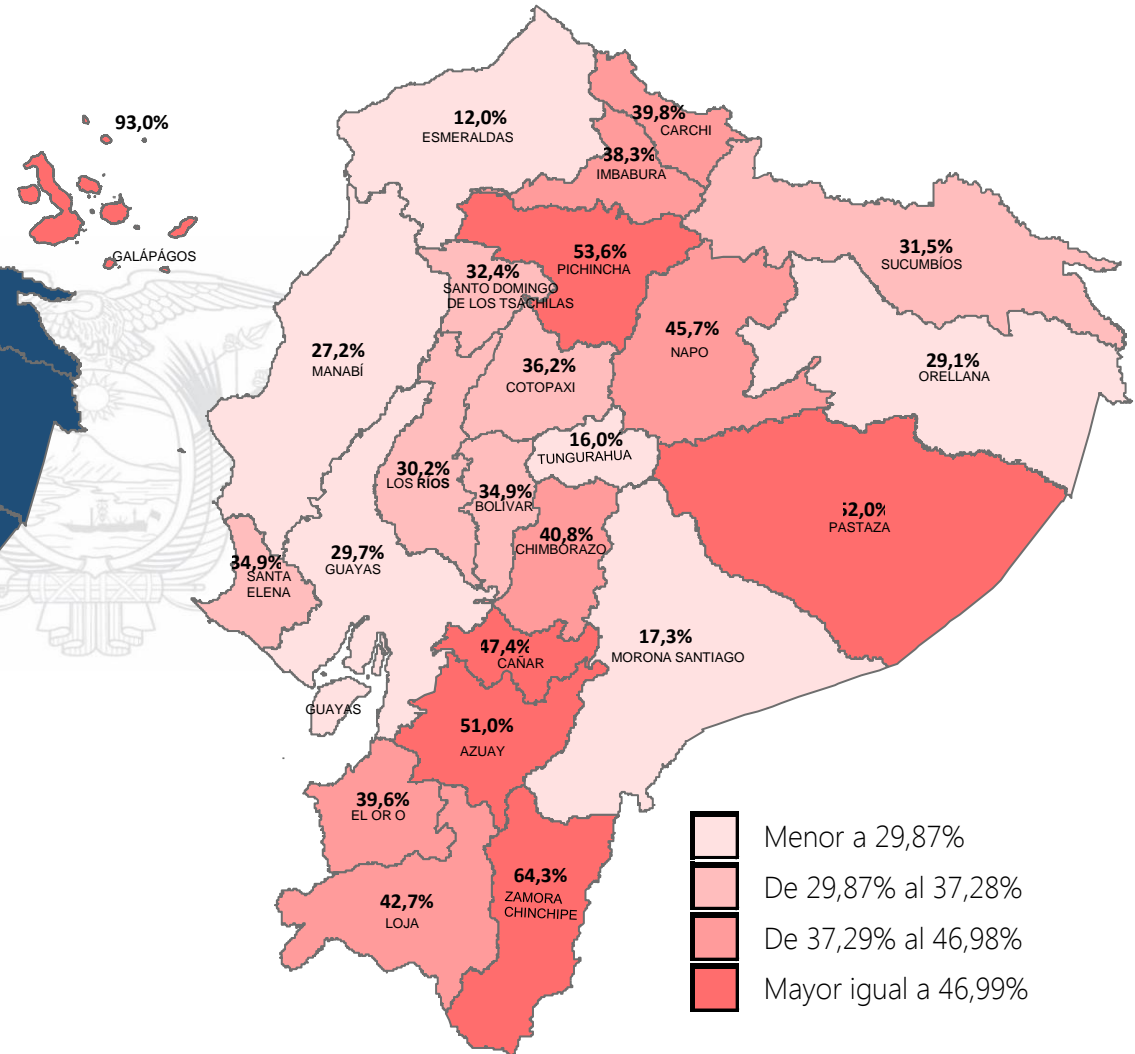 12,0%
ESMERALDAS
93,0%
39,8%
CARCHI
38,3%
IMBABURA
GALÁPÁGOS
31,5%
SUCUMBÍOS
53,6%
PICHINCHA
32,4%
SANTO DOMINGO
DE LOS TSÁCHILAS
45,7%
NAPO
27,2%
MANABÍ
36,2%
COTOPAXI
29,1%
ORELLANA
16,0%
TUNGURAHUA
30,2%
LOS RÍOS
34,9%
BOLÍVAR
PASTAZA
40,8%
CHIMBORAZO
29,7%
GUAYAS
34,9%
SANTA
ELENA
17,3%
MORONA SANTIAGO
47,4%
CAÑAR
GUAYAS
51,0%
AZUAY
39,6%
EL OR O
64,3%
ZAMORA
CHINCHIPE
42,7%
LOJA
Menor a 29,87%
De 29,87% al 37,28%
De 37,29% al 46,98%
Mayor igual a 46,99%